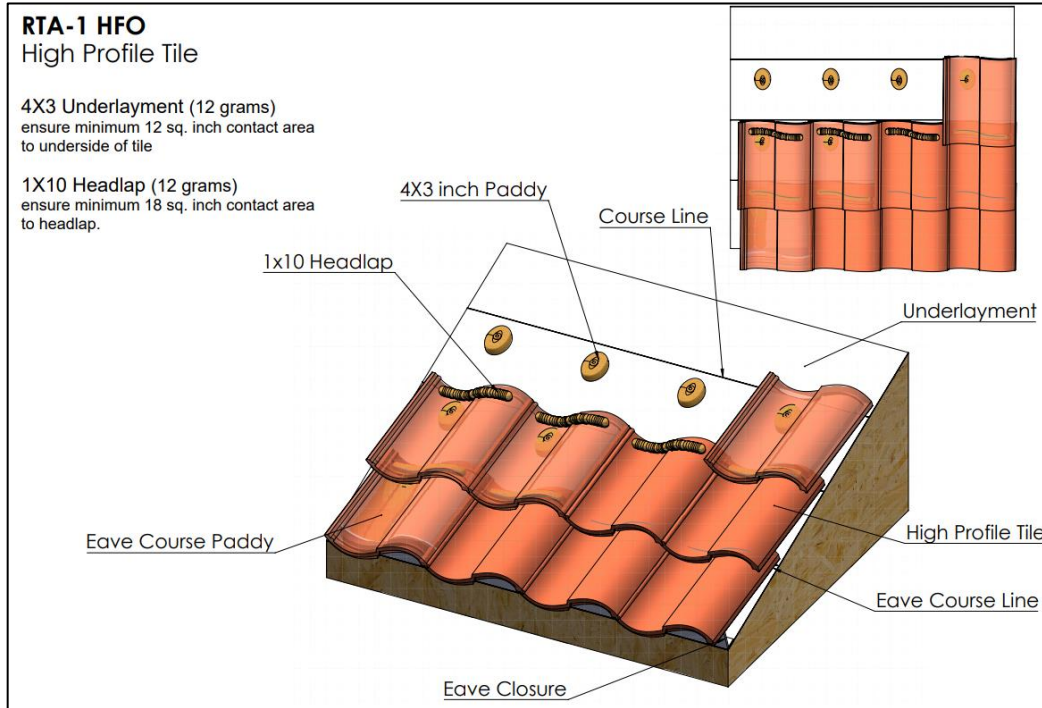 RTA-1 HFO
High Profile Tile
4X3 Underlayment (12 grams)
ensure minimum 12 sq. inch contact area
to underside of tile
1X10 Headlap (12 grams)
ensure minimum 18 sq. inch contact area
to headlap.
4X3 inch Paddy
Course Line
1x10 Headlap
Underlayment
Eave Course Paddy
High Profile Tile
Eave Course Line
Eave Closure